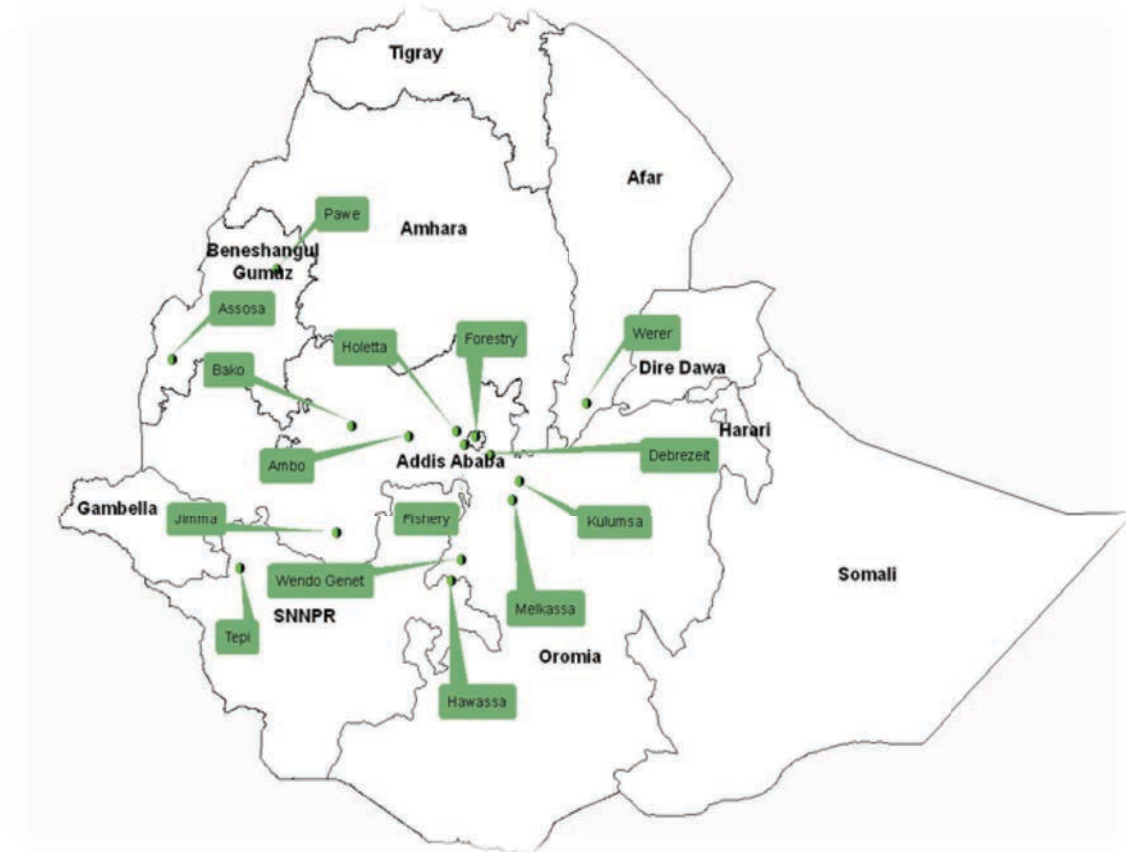 Tigray
Afar
Pawe
Amhara
Beneshangul
Gumuz
Assosa
Holetta
Forestry
Werer
Bako
Dire Dawa
Harari
Ambo
Addis Ababa
Debrezeit
Gambella
Jimma
Fishery
Kulumsa
Wendo Genet
Somali
Melkassa
SNNPR
Tepi
Oromia
Hawassa